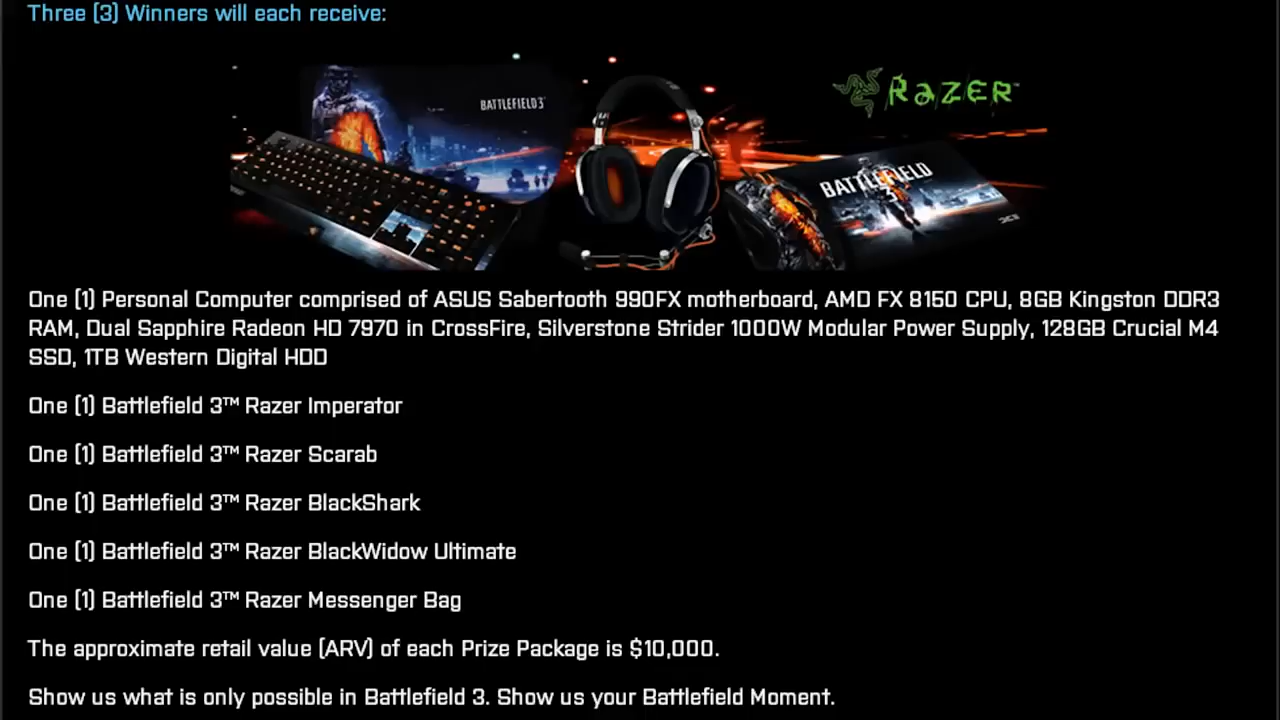 Three (3) Winners will each receive:
BATTLEFIELD 3
RAZER™
BATTLEFIELD
3
One (1) Personal Computer comprised of ASUS Sabertooth 990FX motherboard, AMD FX 8150 CPU, 8GB Kingston DDR3
RAM, Dual Sapphire Radeon HD 7970 in CrossFire, Silverstone Strider 1000W Modular Power Supply, 128GB Crucial M4
SSD, 1TB Western Digital HDD
One (1) Battlefield 3™ Razer Imperator
One (1) Battlefield 3™ Razer Scarab
One (1) Battlefield 3™ Razer BlackShark
One (1) Battlefield 3™ Razer BlackWidow Ultimate
One (1) Battlefield 3™ Razer Messenger Bag
The approximate retail value (ARV) of each Prize Package is $10,000.
Show us what is only possible in Battlefield 3. Show us your Battlefield Moment.